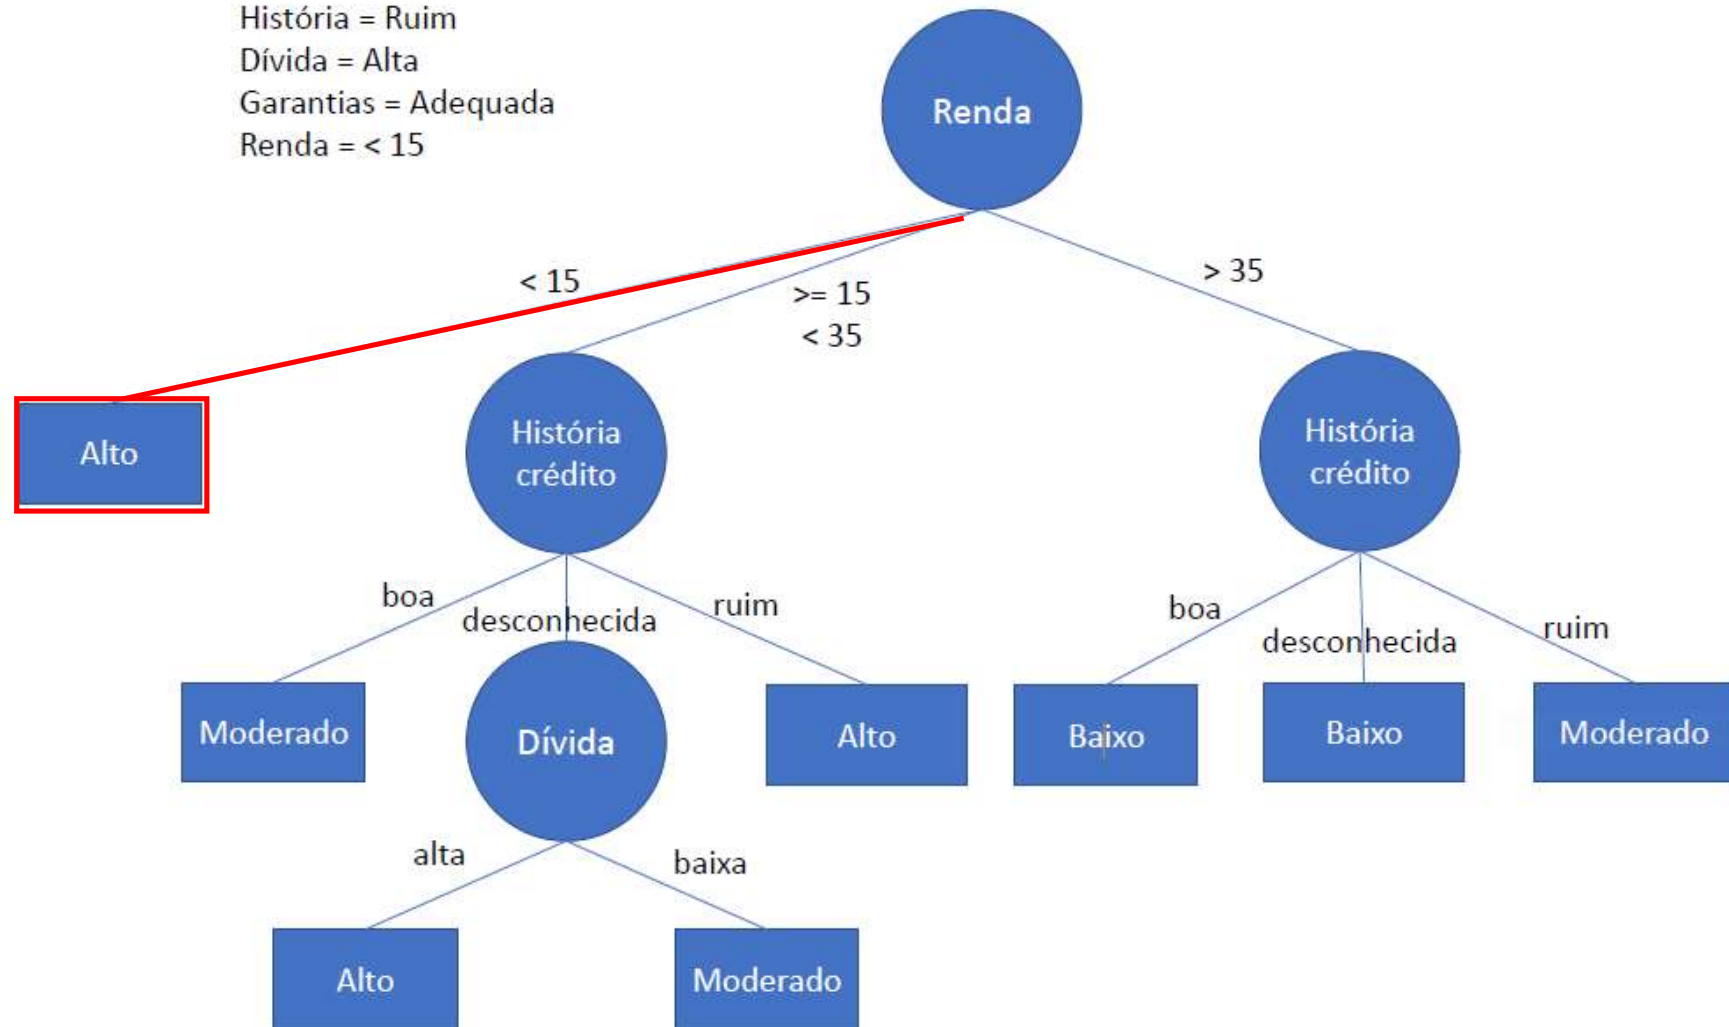 História = Ruim
Dívida = Alta
Garantias = Adequada
Renda = < 15
Renda
< 15
>= 15
< 35
> 35
Alto
História
crédito
História
crédito
boa
desconhecida
ruim
boa
desconhecida
ruim
Moderado
Dívida
Alto
Baixo
Baixo
Moderado
alta
baixa
Alto
Moderado